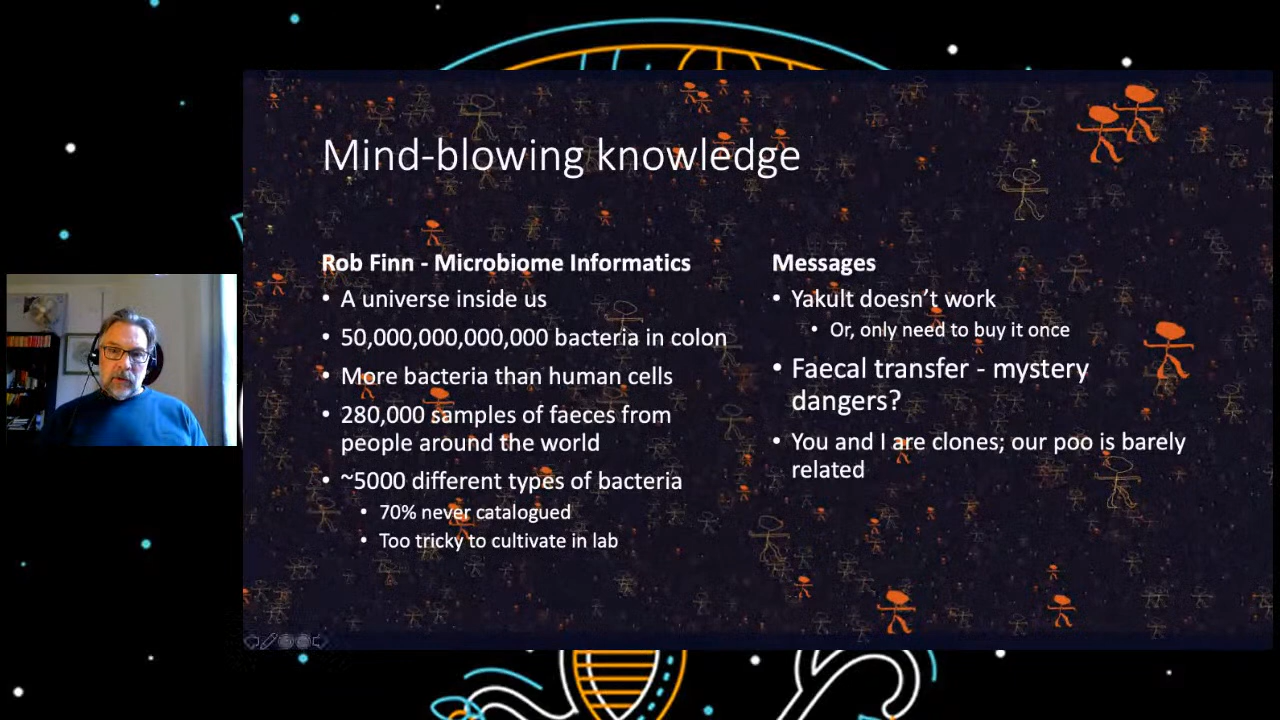 Mind-blowing knowledge
Rob Finn - Microbiome Informatics
• A universe inside us
• 50,000,000,000,000 bacteria in colon
• More bacteria than human cells
• 280,000 samples of faeces from
people around the world
• ~5000 different types of bacteria
• 70% never catalogued
• Too tricky to cultivate in lab
Messages
• Yakult doesn’t work
• Or, only need to buy it once
• Faecal transfer - mystery
dangers?
• You and I are clones; our poo is barely
related